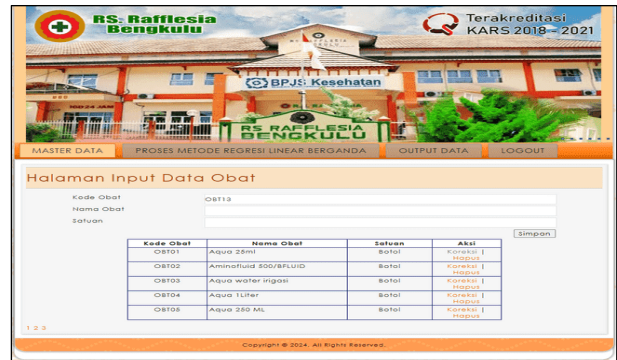 RS. Rafflesia
Bengkulu
Terakreditasi
KARS 2018 - 2021
BPJS Kesehatan
RS RAFFLESIA
BENGKULU
MASTER DATA PROSES METODE REGRESI LINEAR BERGANDA OUTPUT DATA LOGOUT
Halaman Input Data Obat
Kode Obat OBT13
Nama Obat
Satuan
Simpan
Kode Obat Nama Obat Satuan Aksi
OBT01 Aqua 25ml Botol Koreksi |
Hapus
OBT02 Aminofluid 500/BFLUID Botol Koreksi |
Hapus
OBT03 Aqua water irigasi Botol Koreksi |
Hapus
OBT04 Aqua 1Liter Botol Koreksi |
Hapus
OBT05 Aqua 250 ML Botol Koreksi |
Hapus
1 2 3
Copyright @ 2024. All Rights Reserved.